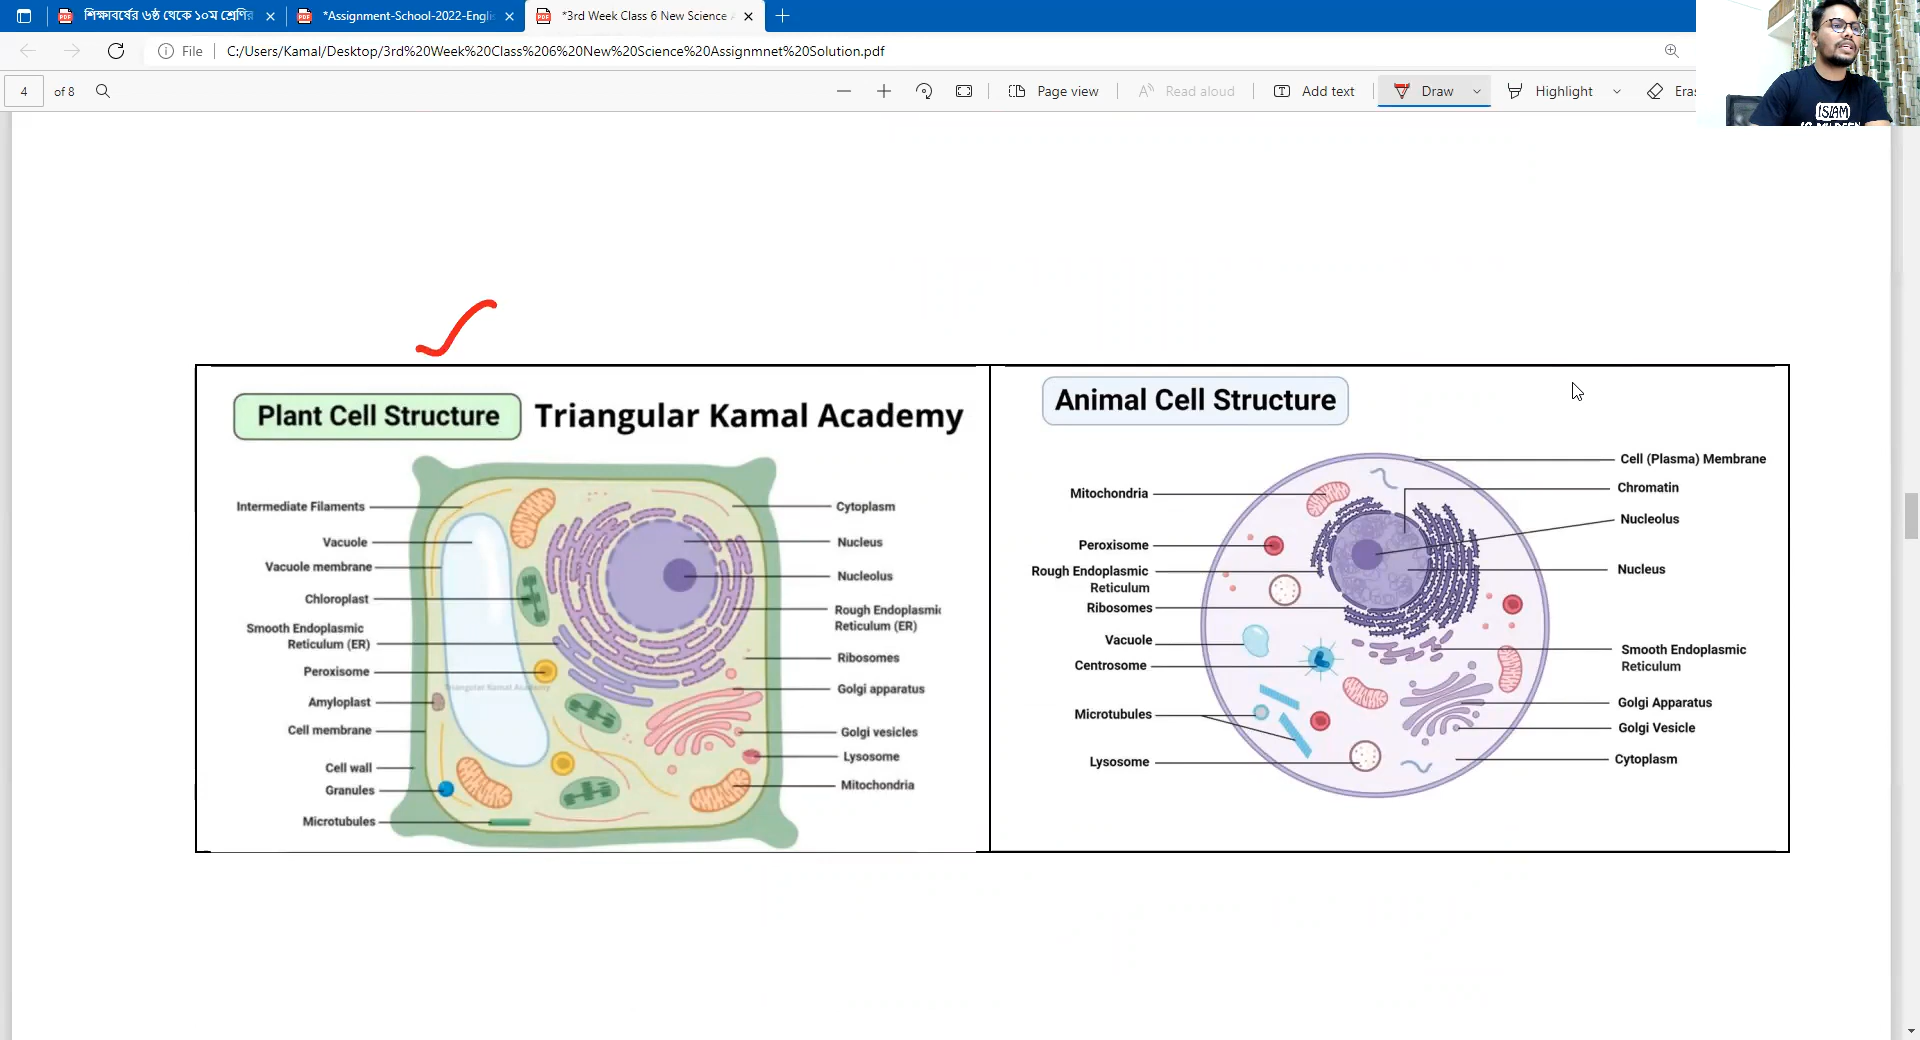 শিক্ষাবর্ষের ৬ষ্ঠ থেকে ১০ম শ্রেণির
*Assignment-School-2022-Engli
*3rd Week Class 6 New Science
File
C:/Users/Kamal/Desktop/3rd%20Week%20Class%206%20New%20Science%20Assignmnet%20Solution.pdf
4 of 8
Page view
Read aloud
Add text
Draw
Highlight
Eras
ISLAM
Plant Cell Structure
Triangular Kamal Academy
Intermediate Filaments
Vacuole
Vacuole membrane
Chloroplast
Smooth Endoplasmic
Reticulum (ER)
Peroxisome
Amyloplast
Cell membrane
Cell wall
Granules
Microtubules
Triangular Kamal Academy
Cytoplasm
Nucleus
Nucleolus
Rough Endoplasmic
Reticulum (ER)
Ribosomes
Golgi apparatus
Golgi vesicles
Lysosome
Mitochondria
Animal Cell Structure
Mitochondria
Peroxisome
Rough Endoplasmic
Reticulum
Ribosomes
Vacuole
Centrosome
Microtubules
Lysosome
Cell (Plasma) Membrane
Chromatin
Nucleolus
Nucleus
Smooth Endoplasmic
Reticulum
Golgi Apparatus
Golgi Vesicle
Cytoplasm